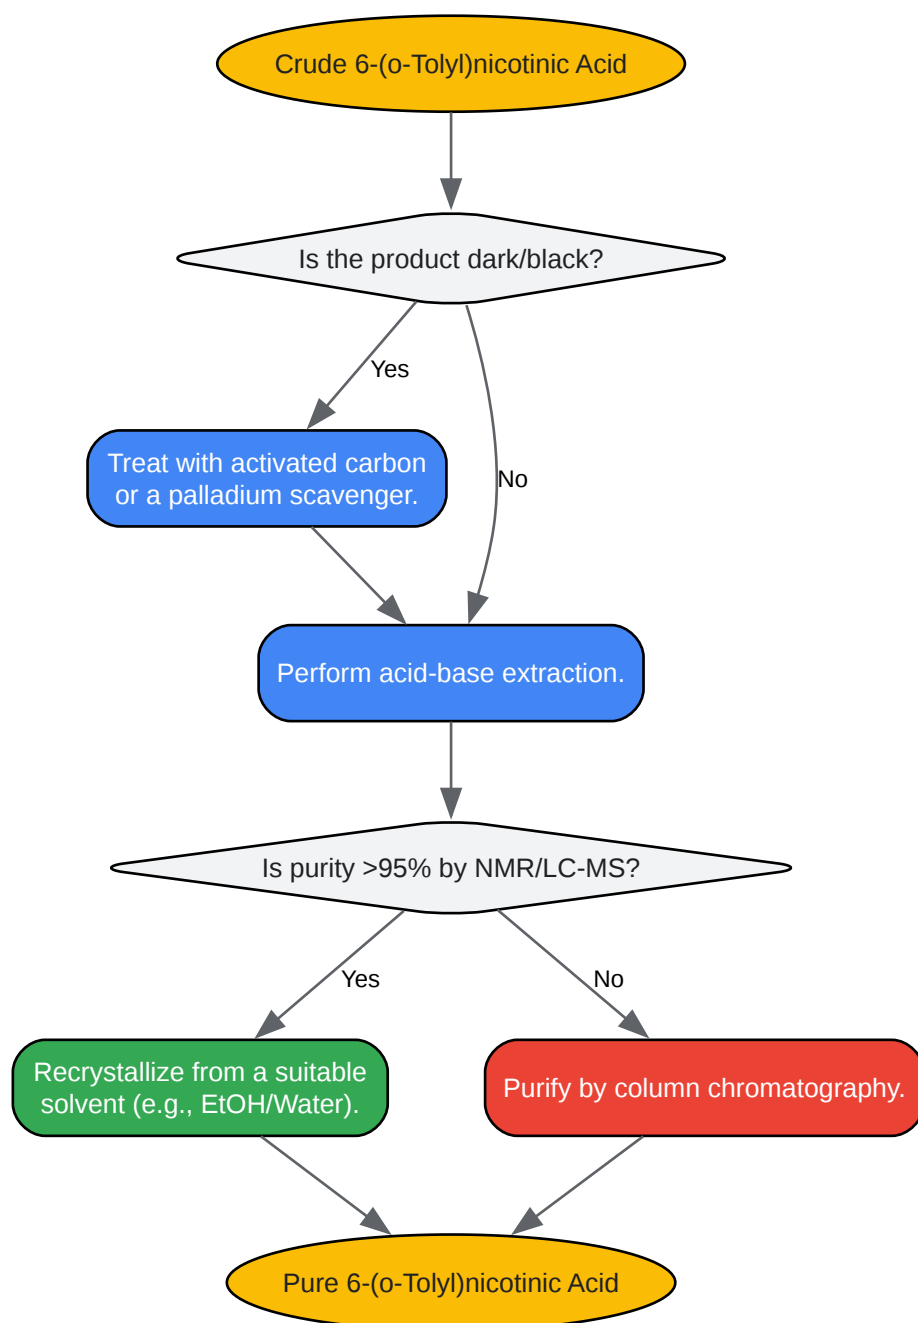 Crude 6-(o-Tolyl)nicotinic Acid
Is the product dark/black?
Yes
Treat with activated carbon
or a palladium scavenger.
No
Perform acid-base extraction.
Is purity >95% by NMR/LC-MS?
Yes
No
Recrystallize from a suitable
solvent (e.g., EtOH/Water).
Purify by column chromatography.
Pure 6-(o-Tolyl)nicotinic Acid